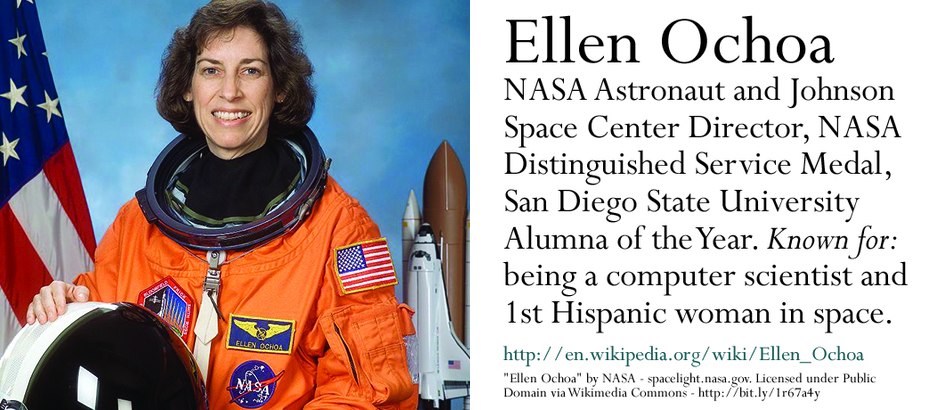 Ellen Ochoa
NASA Astronaut and Johnson
Space Center Director, NASA
Distinguished Service Medal,
San Diego State University
Alumna of the Year. Known for:
being a computer scientist and
1st Hispanic woman in space.
http://en.wikipedia.org/wiki/Ellen_Ochoa
"Ellen Ochoa" by NASA - spacelight.nasa.gov. Licensed under Public
Domain via Wikimedia Commons - http://bit.ly/1r67a4y
ELLEN OCHOA
NASA